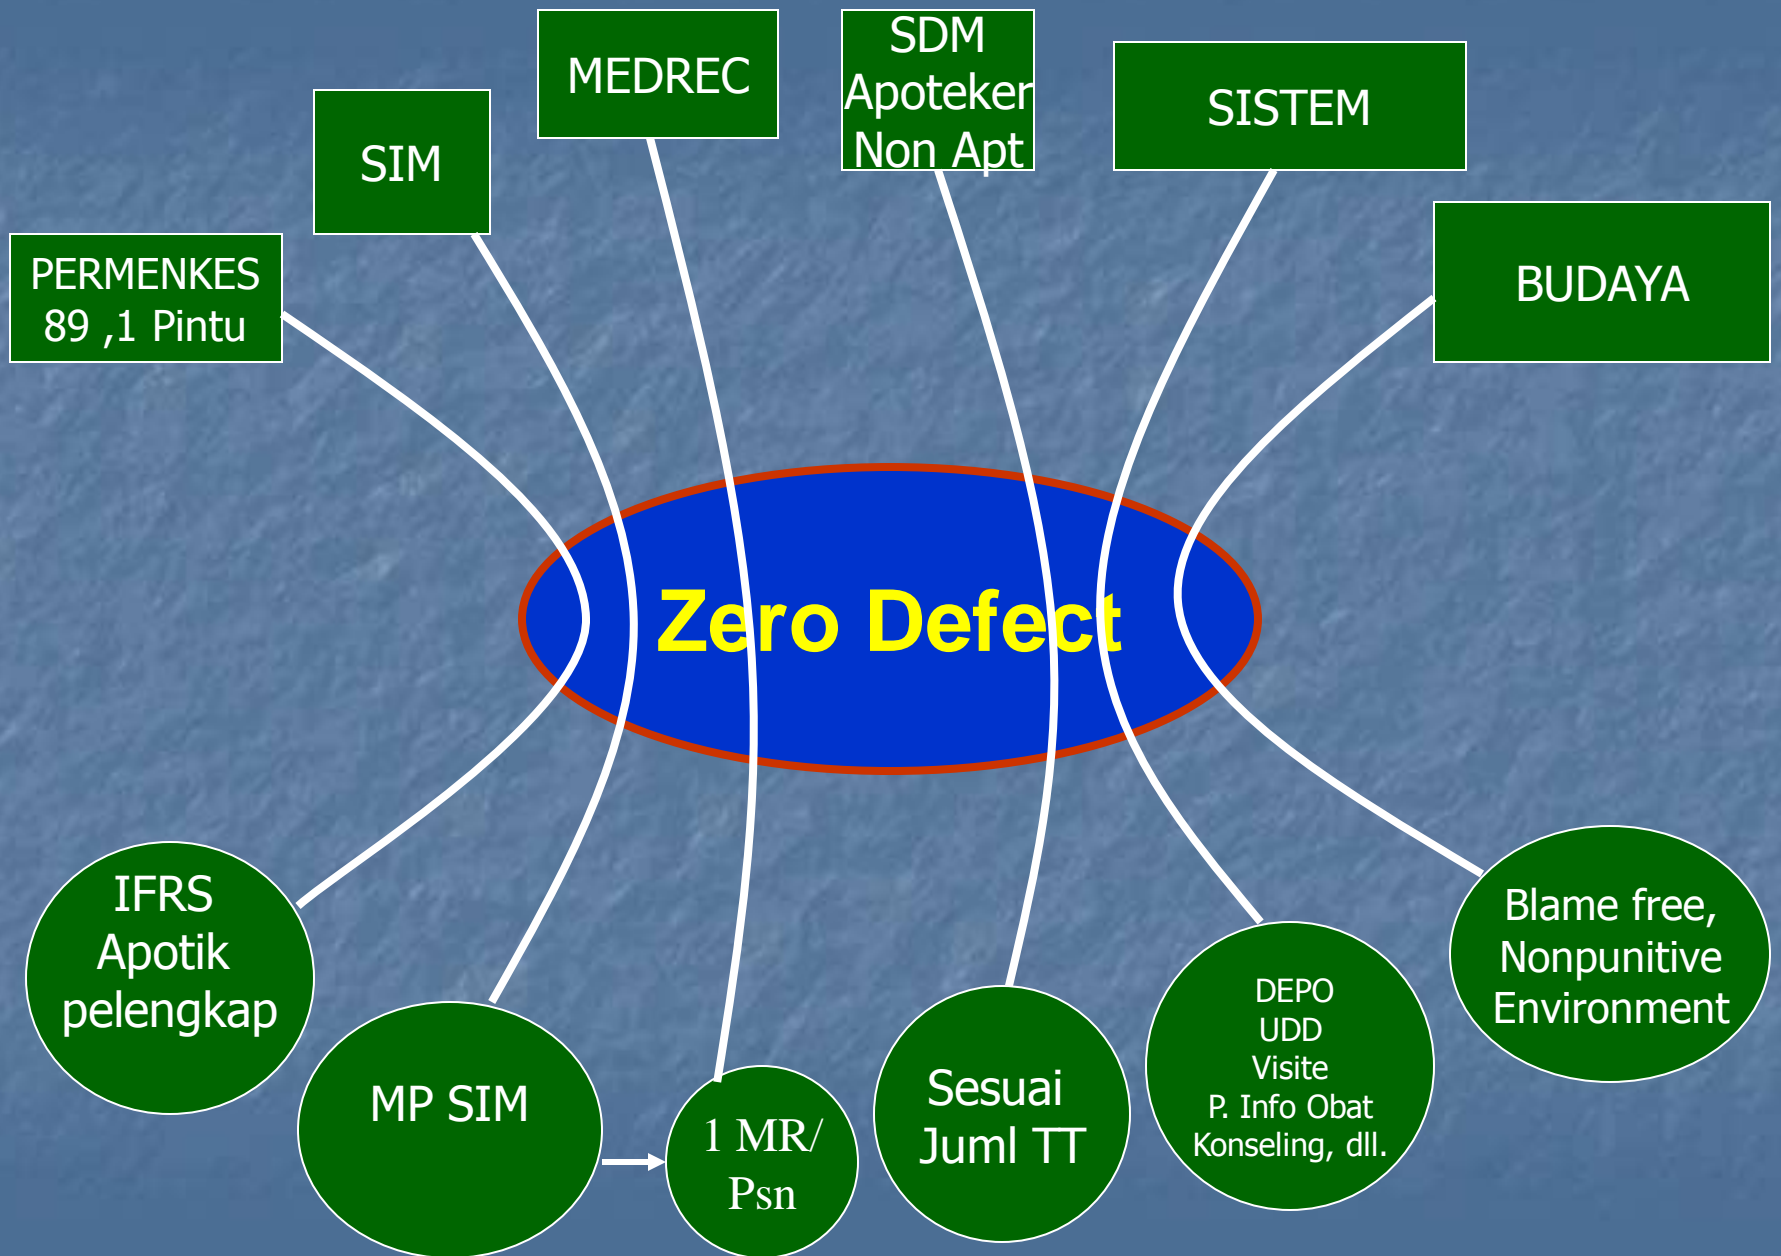 MEDREC
SDM
Apoteker
Non Apt
SISTEM
SIM
PERMENKES
89 ,1 Pintu
BUDAYA
Zero Defect
IFRS
Apotik
pelengkap
MP SIM
1 MR/
Psn
Sesuai
Juml TT
DEPO
UDD
Visite
P. Info Obat
Konseling, dll.
Blame free,
Nonpunitive
Environment